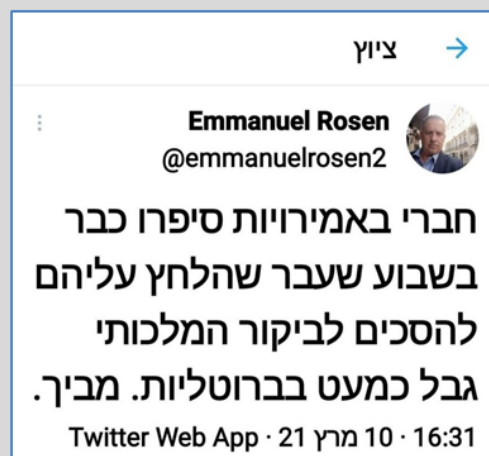 ציוץ
Emmanuel Rosen
@emmanuelrosen2
חברי באמירויות סיפרו כבר
בשבוע שעבר שהלחץ עליהם
להסכים לביקור המלכותי
גבל כמעט בברוטליות. מביך.
16:31 · 10 מרץ 21 · Twitter Web App